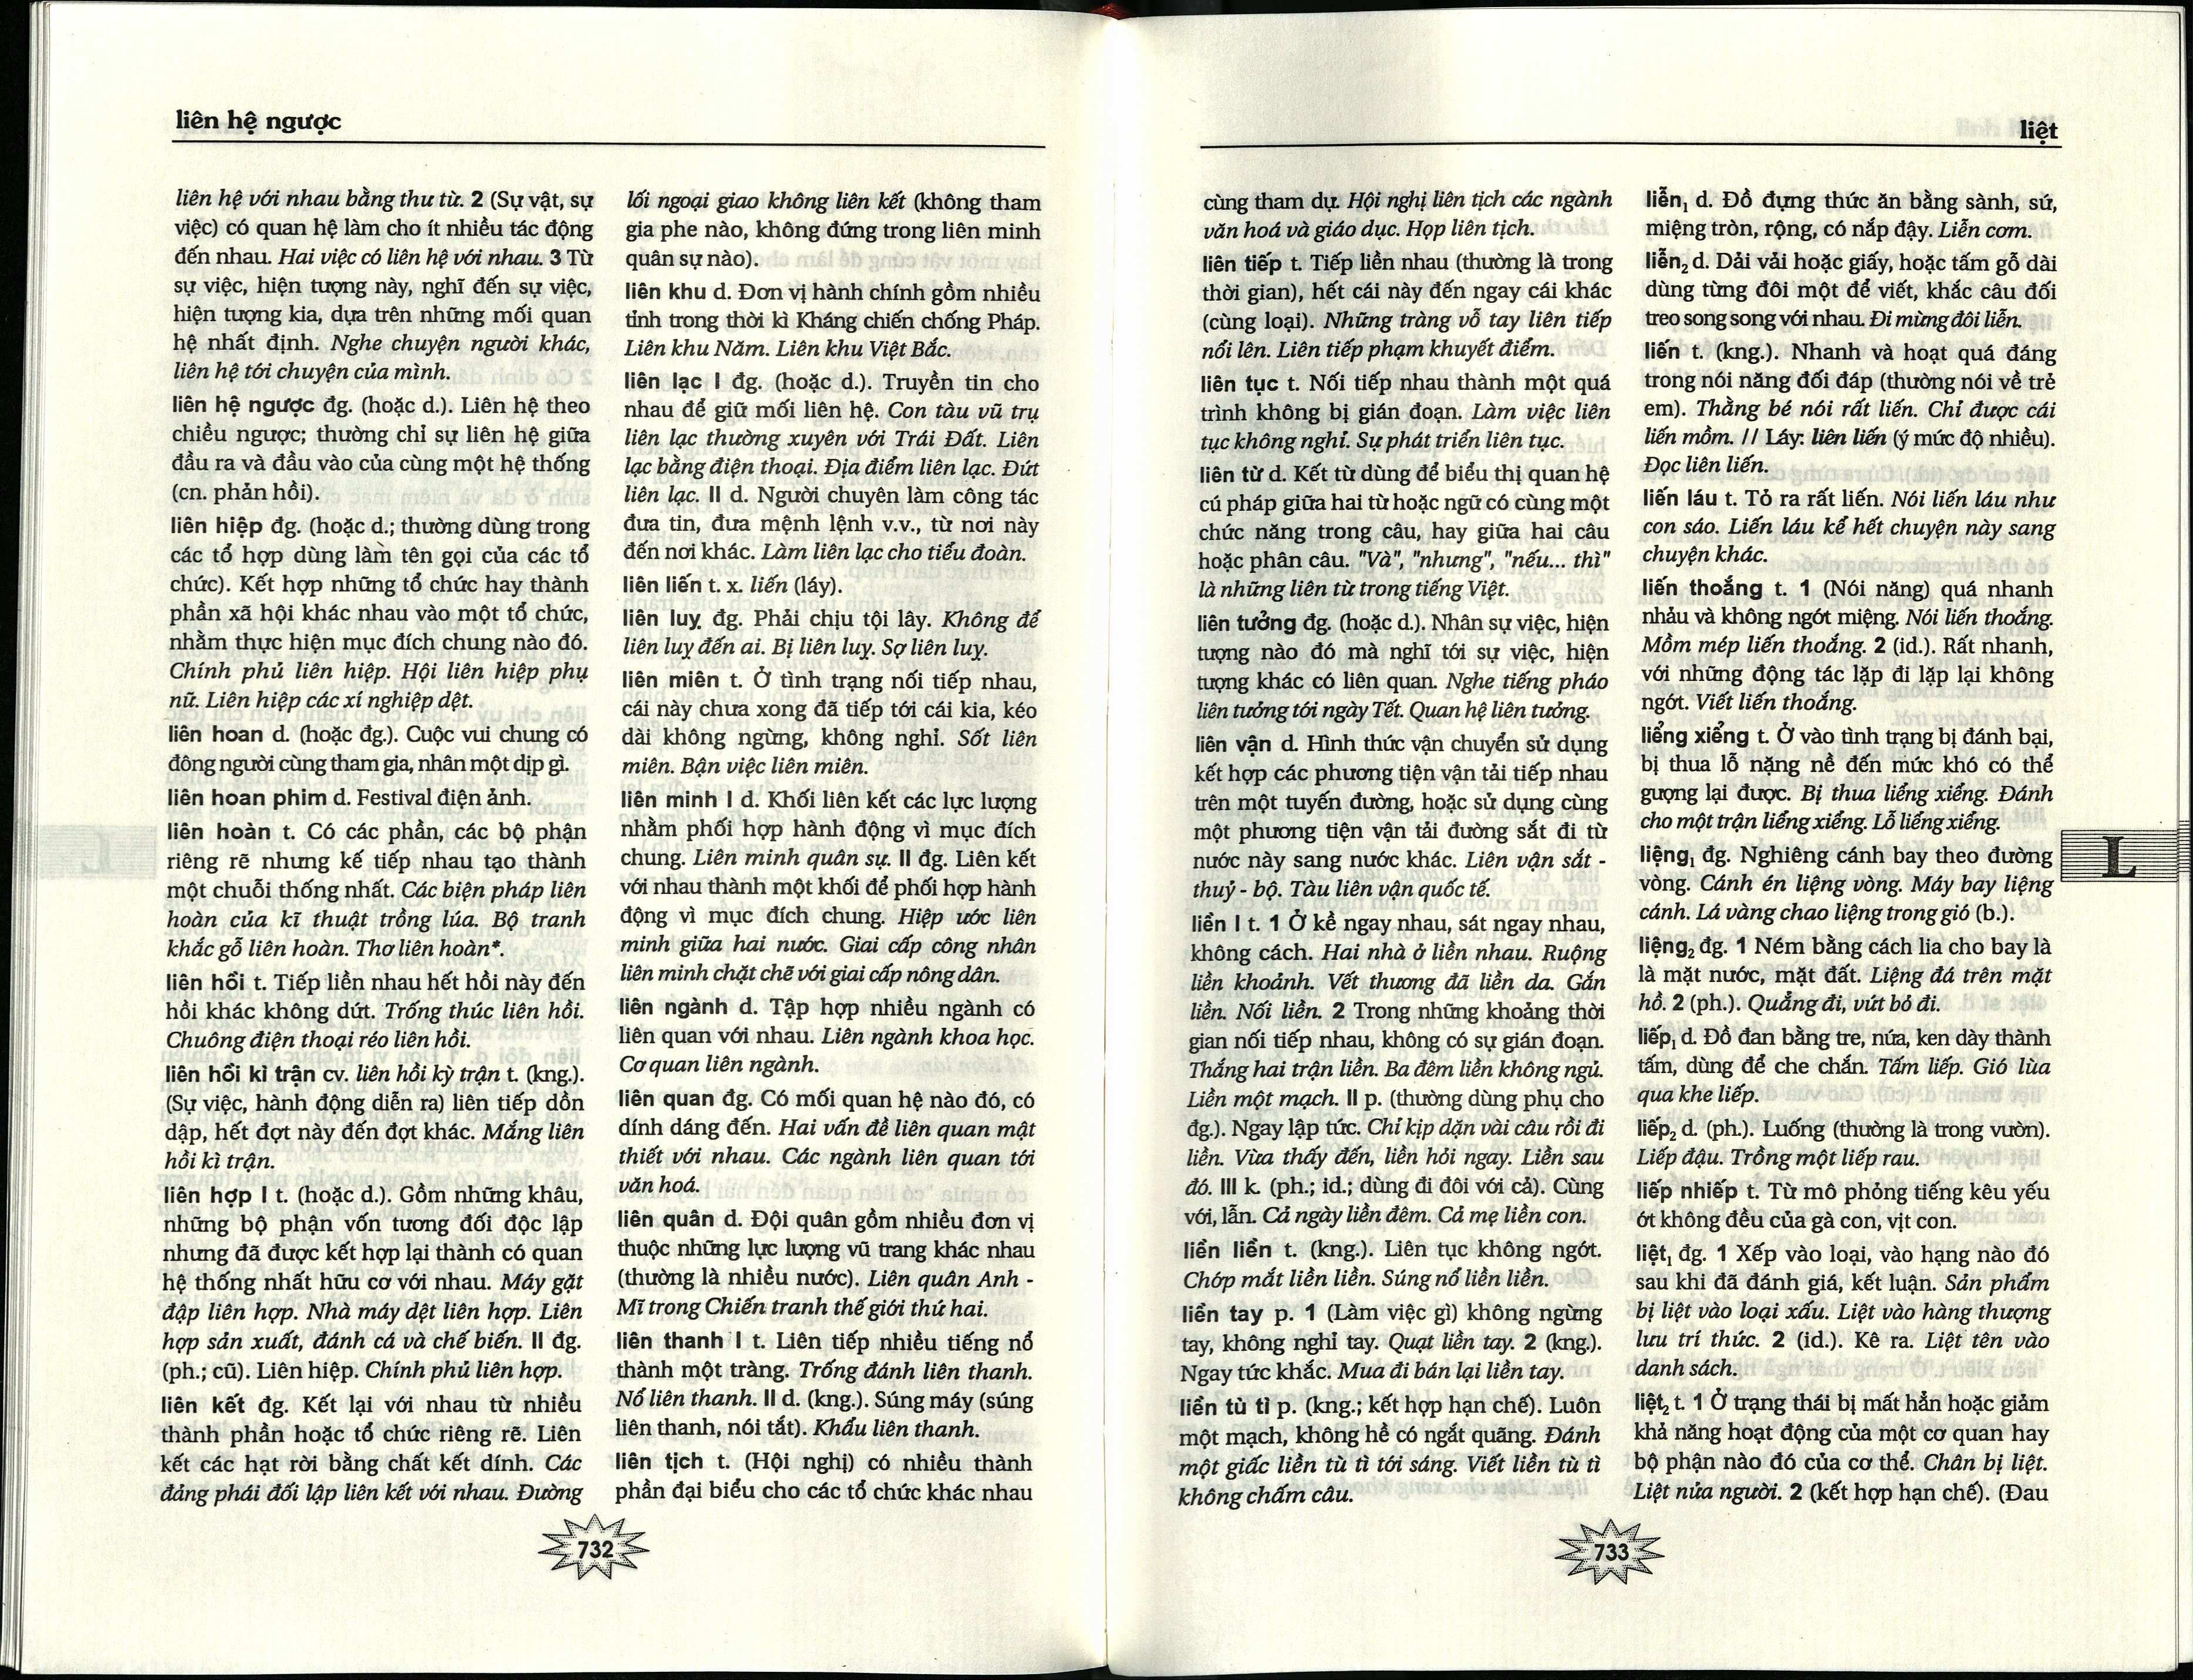 liên hệ ngược
liên hệ với nhau bằng thư từ. 2 (Sự vật, sự
việc) có quan hệ làm cho ít nhiều tác động
đến nhau. Hai việc có liên hệ với nhau. 3 Từ
sự việc, hiện tượng này, nghĩ đến sự việc,
hiện tượng kia, dựa trên những mối quan
hệ nhất định. Nghe chuyện người khác,
liên hệ tới chuyện của mình.
liên hệ ngược đg. (hoặc d.). Liên hệ theo
chiều ngược; thường chỉ sự liên hệ giữa
đầu ra và đầu vào của cùng một hệ thống
(cn. phản hồi).
liên hiệp đg. (hoặc d.; thường dùng trong
các tổ hợp dùng làm tên gọi của các tổ
chức). Kết hợp những tổ chức hay thành
phần xã hội khác nhau vào một tổ chức,
nhằm thực hiện mục đích chung nào đó.
Chính phủ liên hiệp. Hội liên hiệp phụ
nữ. Liên hiệp các xí nghiệp dệt.
liên hoan d. (hoặc đg.). Cuộc vui chung có
đông người cùng tham gia, nhân một dịp gì.
liên hoan phim d. Festival điện ảnh.
liên hoàn t. Có các phần, các bộ phận
riêng rẽ nhưng kế tiếp nhau tạo thành
một chuỗi thống nhất. Các biện pháp liên
hoàn của kĩ thuật trồng lúa. Bộ tranh
khắc gỗ liên hoàn. Thơ liên hoàn*.
liên hồi t. Tiếp liền nhau hết hồi này đến
hồi khác không dứt. Trống thúc liên hồi.
Chuông điện thoại réo liên hồi.
liên hồi kì trận cv. liên hồi kỳ trận t. (kng.).
(Sự việc, hành động diễn ra) liên tiếp dồn
dập, hết đợt này đến đợt khác. Mắng liên
hồi kì trận.
liên hợp I t. (hoặc d.). Gồm những khâu,
những bộ phận vốn tương đối độc lập
nhưng đã được kết hợp lại thành có quan
hệ thống nhất hữu cơ với nhau. Máy gặt
đập liên hợp. Nhà máy dệt liên hợp. Liên
hợp sản xuất, đánh cá và chế biến. II đg.
(ph.; cũ). Liên hiệp. Chính phủ liên hợp.
liên kết đg. Kết lại với nhau từ nhiều
thành phần hoặc tổ chức riêng rẽ. Liên
kết các hạt rời bằng chất kết dính. Các
đảng phái đối lập liên kết với nhau. Đường
lối ngoại giao không liên kết (không tham
gia phe nào, không đứng trong liên minh
quân sự nào).
liên khu d. Đơn vị hành chính gồm nhiều
tỉnh trong thời kì Kháng chiến chống Pháp.
Liên khu Năm. Liên khu Việt Bắc.
liên lạc I đg. (hoặc d.). Truyền tin cho
nhau để giữ mối liên hệ. Con tàu vũ trụ
liên lạc thường xuyên với Trái Đất. Liên
lạc bằng điện thoại. Địa điểm liên lạc. Đứt
liên lạc. II d. Người chuyên làm công tác
đưa tin, đưa mệnh lệnh v.v., từ nơi này
đến nơi khác. Làm liên lạc cho tiểu đoàn.
liên liến t. x. liến (láy).
liên luỵ đg. Phải chịu tội lây. Không để
liên luỵ đến ai. Bị liên luỵ. Sợ liên luỵ.
liên miên t. Ở tình trạng nối tiếp nhau,
cái này chưa xong đã tiếp tới cái kia, kéo
dài không ngừng, không nghỉ. Sốt liên
miên. Bận việc liên miên.
liên minh I d. Khối liên kết các lực lượng
nhằm phối hợp hành động vì mục đích
chung. Liên minh quân sự. II đg. Liên kết
với nhau thành một khối để phối hợp hành
động vì mục đích chung. Hiệp ước liên
minh giữa hai nước. Giai cấp công nhân
liên minh chặt chẽ với giai cấp nông dân.
liên ngành d. Tập hợp nhiều ngành có
liên quan với nhau. Liên ngành khoa học.
Cơ quan liên ngành.
liên quan đg. Có mối quan hệ nào đó, có
dính dáng đến. Hai vấn đề liên quan mật
thiết với nhau. Các ngành liên quan tới
văn hoá.
liên quân d. Đội quân gồm nhiều đơn vị
thuộc những lực lượng vũ trang khác nhau
(thường là nhiều nước). Liên quân Anh -
Mĩ trong Chiến tranh thế giới thứ hai.
liên thanh I t. Liên tiếp nhiều tiếng nổ
thành một tràng. Trống đánh liên thanh.
Nổ liên thanh. II d. (kng.). Súng máy (súng
liên thanh, nói tắt). Khẩu liên thanh.
liên tịch t. (Hội nghị) có nhiều thành
phần đại biểu cho các tổ chức khác nhau
732
liệt
cùng tham dự. Hội nghị liên tịch các ngành
văn hoá và giáo dục. Họp liên tịch.
liên tiếp t. Tiếp liền nhau (thường là trong
thời gian), hết cái này đến ngay cái khác
(cùng loại). Những tràng vỗ tay liên tiếp
nổi lên. Liên tiếp phạm khuyết điểm.
liên tục t. Nối tiếp nhau thành một quá
trình không bị gián đoạn. Làm việc liên
tục không nghỉ. Sự phát triển liên tục.
liên từ d. Kết từ dùng để biểu thị quan hệ
cú pháp giữa hai từ hoặc ngữ có cùng một
chức năng trong câu, hay giữa hai câu
hoặc phân câu. "Và", "nhưng", "nếu... thì"
là những liên từ trong tiếng Việt.
liên tưởng đg. (hoặc d.). Nhân sự việc, hiện
tượng nào đó mà nghĩ tới sự việc, hiện
tượng khác có liên quan. Nghe tiếng pháo
liên tưởng tới ngày Tết. Quan hệ liên tưởng.
liên vận d. Hình thức vận chuyển sử dụng
kết hợp các phương tiện vận tải tiếp nhau
trên một tuyến đường, hoặc sử dụng cùng
một phương tiện vận tải đường sắt đi từ
nước này sang nước khác. Liên vận sắt -
thuỷ - bộ. Tàu liên vận quốc tế.
liền I t. 1 Ở kề ngay nhau, sát ngay nhau,
không cách. Hai nhà ở liền nhau. Ruộng
liền khoảnh. Vết thương đã liền da. Gắn
liền. Nối liền. 2 Trong những khoảng thời
gian nối tiếp nhau, không có sự gián đoạn.
Thắng hai trận liền. Ba đêm liền không ngủ.
Liền một mạch. II p. (thường dùng phụ cho
đg.). Ngay lập tức. Chỉ kịp dặn vài câu rồi đi
liền. Vừa thấy đến, liền hỏi ngay. Liền sau
đó. III k. (ph.; id.; dùng đi đôi với cả). Cùng
với, lẫn. Cả ngày liền đêm. Cả mẹ liền con.
liền liền t. (kng.). Liên tục không ngớt.
Chớp mắt liền liền. Súng nổ liền liền.
liền tay p. 1 (Làm việc gì) không ngừng
tay, không nghỉ tay. Quạt liền tay. 2 (kng.).
Ngay tức khắc. Mua đi bán lại liền tay.
liền tù tì p. (kng.; kết hợp hạn chế). Luôn
một mạch, không hề có ngắt quãng. Đánh
một giấc liền tù tì tới sáng. Viết liền tù tì
không chấm câu.
liễn₁ d. Đồ đựng thức ăn bằng sành, sứ,
miệng tròn, rộng, có nắp đậy. Liễn cơm.
liễn₂ d. Dải vải hoặc giấy, hoặc tấm gỗ dài
dùng từng đôi một để viết, khắc câu đối
treo song song với nhau. Đi mừng đôi liễn.
liến t. (kng.). Nhanh và hoạt quá đáng
trong nói năng đối đáp (thường nói về trẻ
em). Thằng bé nói rất liến. Chỉ được cái
liến mồm. // Láy: liên liến (ý mức độ nhiều).
Đọc liên liến.
liến láu t. Tỏ ra rất liến. Nói liến láu như
con sáo. Liến láu kể hết chuyện này sang
chuyện khác.
liến thoắng t. 1 (Nói năng) quá nhanh
nhảu và không ngớt miệng. Nói liến thoắng.
Mồm mép liến thoắng. 2 (id.). Rất nhanh,
với những động tác lặp đi lặp lại không
ngớt. Viết liến thoắng.
liểng xiểng t. Ở vào tình trạng bị đánh bại,
bị thua lỗ nặng nề đến mức khó có thể
gượng lại được. Bị thua liểng xiểng. Đánh
cho một trận liểng xiểng. Lỗ liểng xiểng.
liệng₁ đg. Nghiêng cánh bay theo đường
vòng. Cánh én liệng vòng. Máy bay liệng
cánh. Lá vàng chao liệng trong gió (b.).
liệng₂ đg. 1 Ném bằng cách lia cho bay là
là mặt nước, mặt đất. Liệng đá trên mặt
hồ. 2 (ph.). Quẳng đi, vứt bỏ đi.
liếp₁ d. Đồ đan bằng tre, nứa, ken dày thành
tấm, dùng để che chắn. Tấm liếp. Gió lùa
qua khe liếp.
liếp₂ d. (ph.). Luống (thường là trong vườn).
Liếp đậu. Trồng một liếp rau.
liếp nhiếp t. Từ mô phỏng tiếng kêu yếu
ớt không đều của gà con, vịt con.
liệt₁ đg. 1 Xếp vào loại, vào hạng nào đó
sau khi đã đánh giá, kết luận. Sản phẩm
bị liệt vào loại xấu. Liệt vào hàng thượng
lưu trí thức. 2 (id.). Kê ra. Liệt tên vào
danh sách.
liệt₂ t. 1 Ở trạng thái bị mất hẳn hoặc giảm
khả năng hoạt động của một cơ quan hay
bộ phận nào đó của cơ thể. Chân bị liệt.
Liệt nửa người. 2 (kết hợp hạn chế). (Đau
L
733